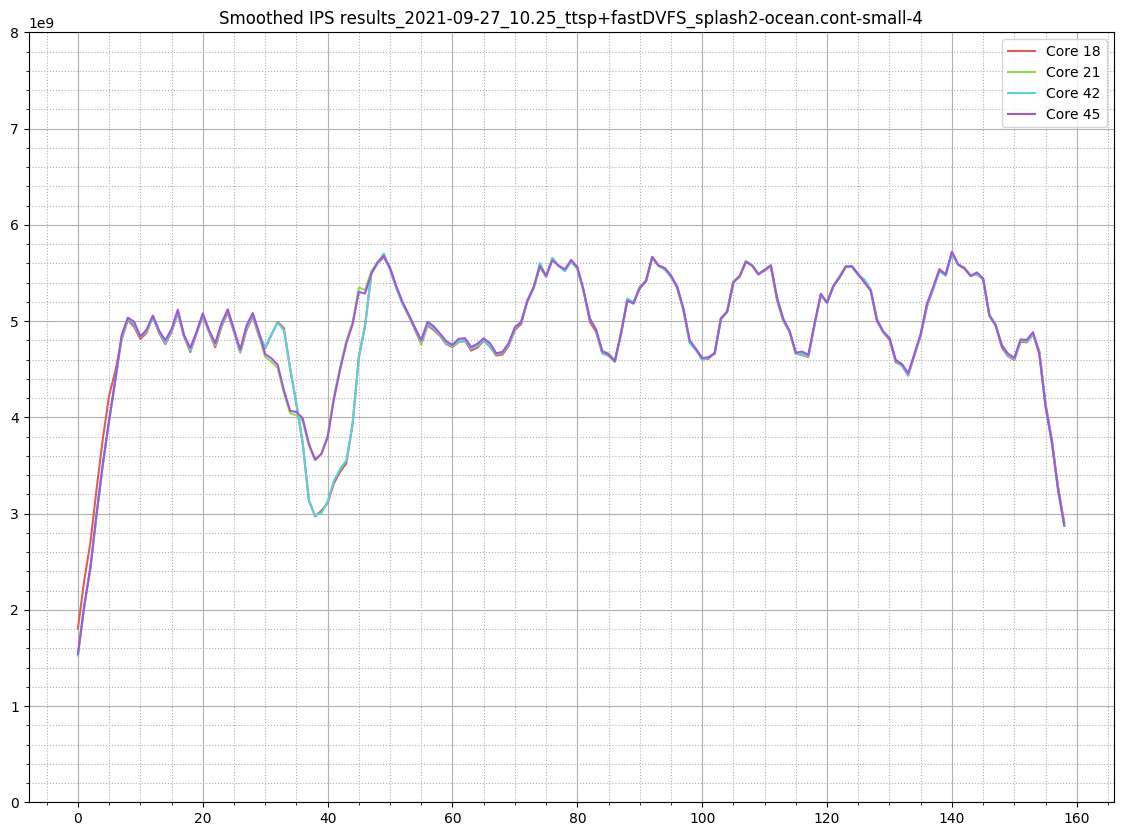 Smoothed IPS results_2021-09-27_10.25_ttsp+fastDVFS_splash2-ocean.cont-small-4
1e9
8
7
6
5
4
3
2
1
0
Core 18
Core 21
Core 42
Core 45
0 20 40 60 80 100 120 140 160